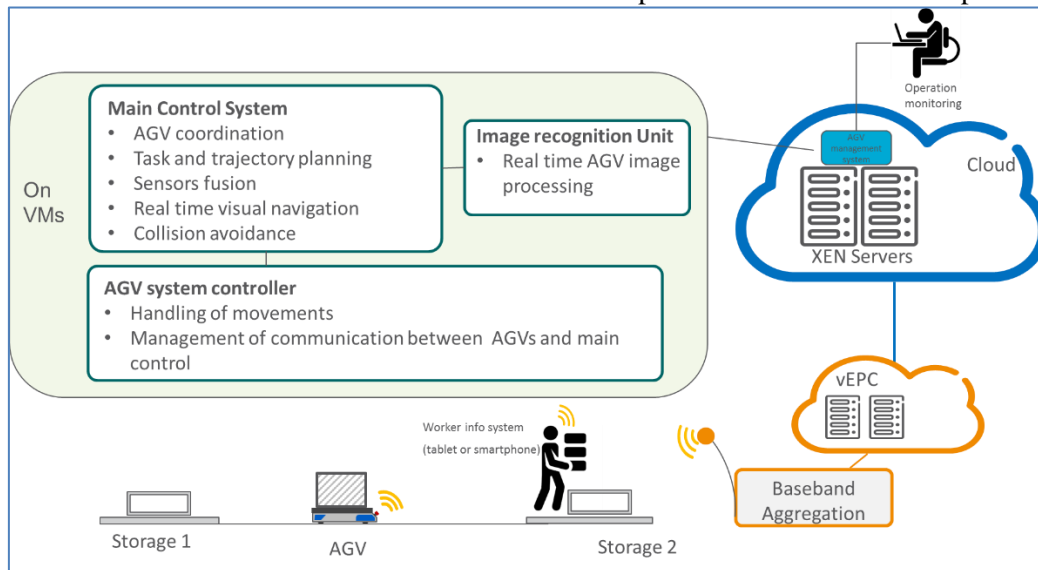 Operation
monitoring
Main Control System
• AGV coordination
• Task and trajectory planning
• Sensors fusion
• Real time visual navigation
• Collision avoidance
Image recognition Unit
• Real time AGV image
processing
On
VMs
AGV
management
system
Cloud
XEN Servers
AGV system controller
• Handling of movements
• Management of communication between AGVs and main
control
vEPC
Worker info system
(tablet or smartphone)
Baseband
Aggregation
Storage 1
AGV
Storage 2